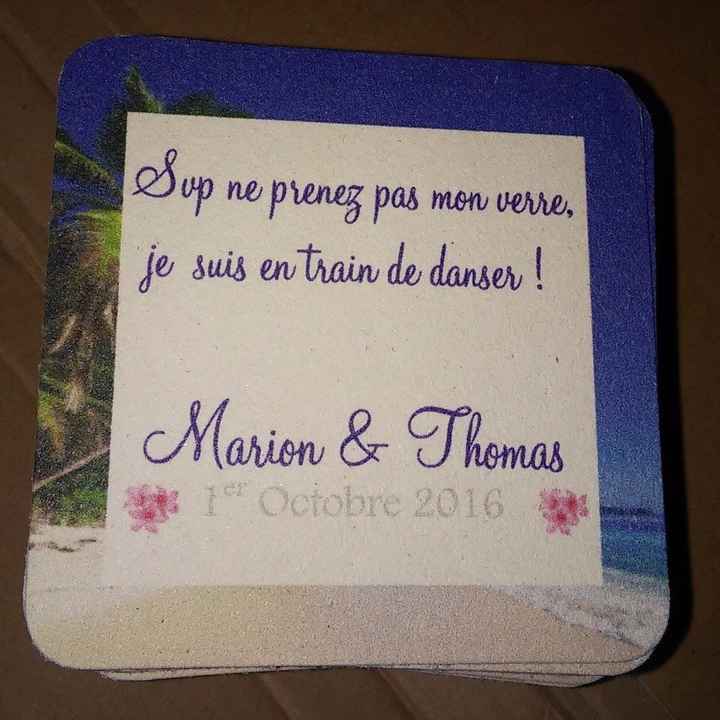 Svp ne prenez pas mon verre,
je suis en train de danser !
Marion & Thomas
1er Octobre 2016